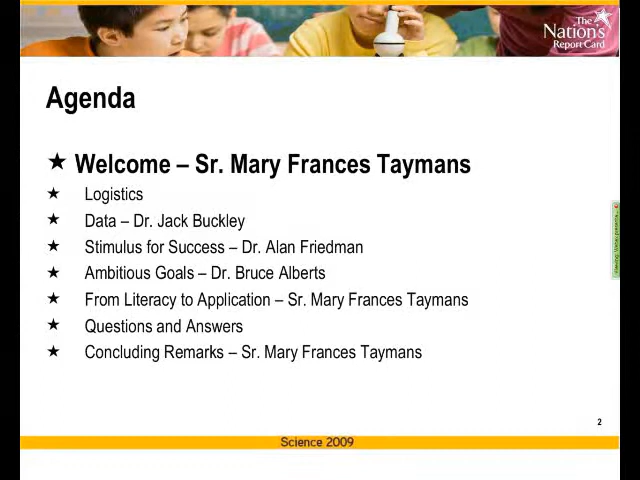 The
Nation's
Report Card
Agenda
★ Welcome – Sr. Mary Frances Taymans
★ Logistics
★ Data – Dr. Jack Buckley
★ Stimulus for Success – Dr. Alan Friedman
★ Ambitious Goals – Dr. Bruce Alberts
★ From Literacy to Application – Sr. Mary Frances Taymans
★ Questions and Answers
★ Concluding Remarks – Sr. Mary Frances Taymans
2
Science 2009